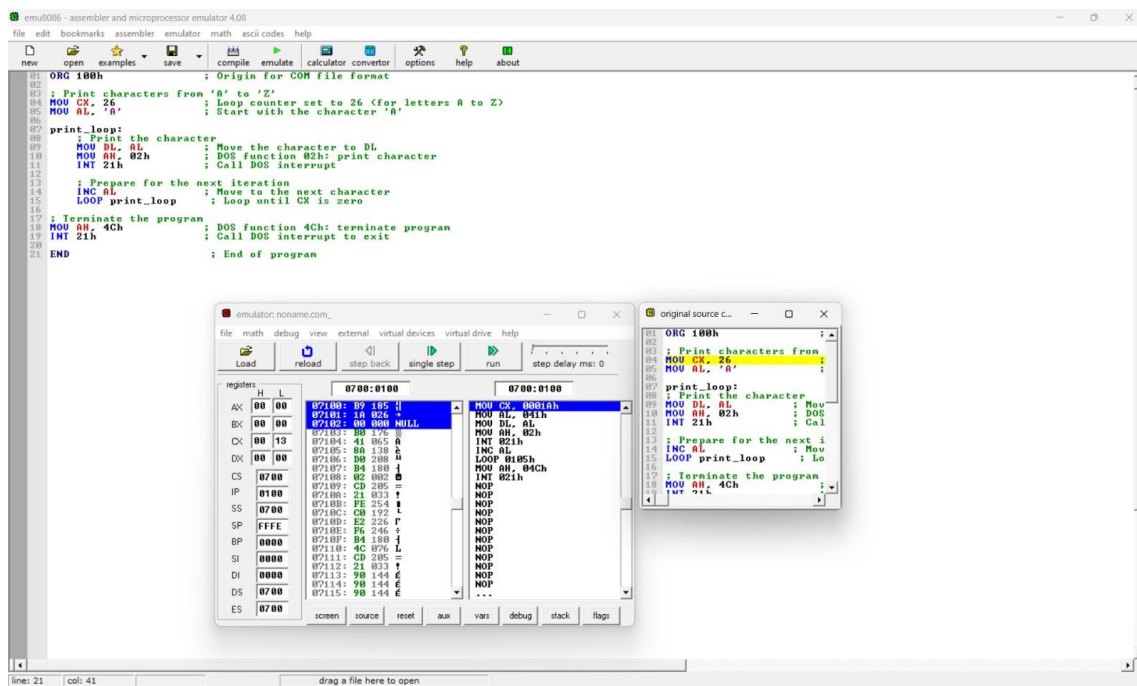 emu8086 - assembler and microprocessor emulator 4.08
file edit bookmarks assembler emulator math ascii codes help
new open examples save compile emulate calculator convertor options help about
01 ORG 100h ; Origin for COM file format
02
03 ; Print characters from 'A' to 'Z'
04 MOV CX, 26 ; Loop counter set to 26 (for letters A to Z)
05 MOV AL, 'A' ; Start with the character 'A'
06
07 print_loop:
08 ; Print the character
09 MOV DL, AL ; Move the character to DL
10 MOV AH, 02h ; DOS function 02h: print character
11 INT 21h ; Call DOS interrupt
12
13 ; Prepare for the next iteration
14 INC AL ; Move to the next character
15 LOOP print_loop ; Loop until CX is zero
16
17 ; Terminate the program
18 MOV AH, 4Ch ; DOS function 4Ch: terminate program
19 INT 21h ; Call DOS interrupt to exit
20
21 END ; End of program
emulator: noname.com_
file math debug view external virtual devices virtual drive help
Load reload step back single step run step delay ms: 0
registers H L
AX 00 00
BX 00 00
CX 00 13
DX 00 00
CS 0700
IP 0100
SS 0700
SP FFFE
BP 0000
SI 0000
DI 0000
DS 0700
ES 0700
0700:0100
07100: B9 185 ╣
07101: 1A 026 →
07102: 00 000 NULL
07103: B0 176 ░
07104: 41 065 A
07105: 8A 138 è
07106: D0 208 ╨
07107: B4 180 ┤
07108: 02 002 ☻
07109: CD 205 =
0710A: 21 033 !
0710B: FE 254 ■
0710C: C0 192 └
0710D: E2 226 Γ
0710E: F6 246 ÷
0710F: B4 180 ┤
07110: 4C 076 L
07111: CD 205 =
07112: 21 033 !
07113: 90 144 É
07114: 90 144 É
07115: 90 144 É
0700:0100
MOV CX, 0001Ah
MOV AL, 041h
MOV DL, AL
MOV AH, 02h
INT 021h
INC AL
LOOP 0105h
MOV AH, 04Ch
INT 021h
NOP
NOP
NOP
NOP
NOP
NOP
NOP
NOP
NOP
NOP
NOP
NOP
...
screen source reset aux vars debug stack flags
original source c...
01 ORG 100h ;
02
03 ; Print characters from
04 MOV CX, 26 ;
05 MOV AL, 'A' ;
06
07 print_loop:
08 ; Print the character
09 MOV DL, AL ; Mov
10 MOV AH, 02h ; DOS
11 INT 21h ; Cal
12
13 ; Prepare for the next i
14 INC AL ; Mov
15 LOOP print_loop ; Lo
16
17 ; Terminate the program
18 MOV AH, 4Ch ;
19 INT 21h ;
line: 21 col: 41 drag a file here to open